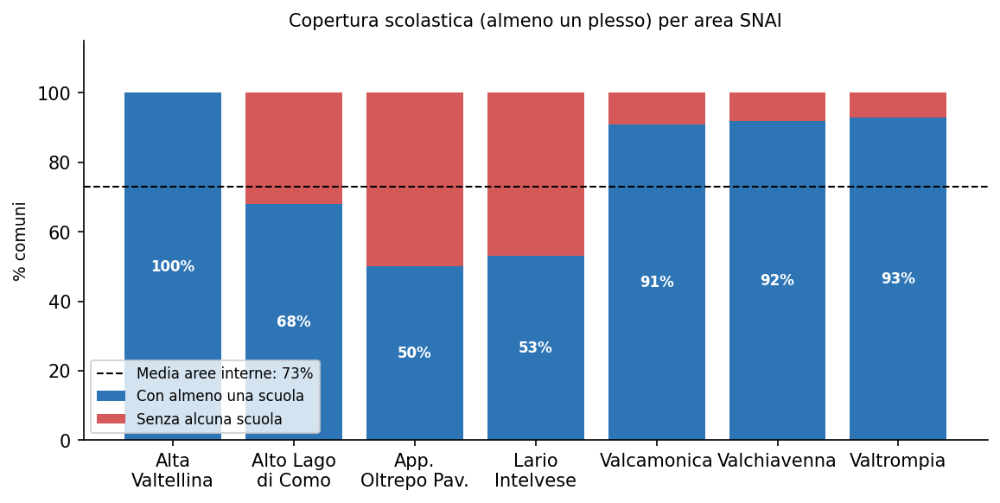 Copertura scolastica (almeno un plesso) per area SNAI
% comuni
100
80
60
40
20
0
100%
68%
50%
53%
91%
92%
93%
Media aree interne: 73%
Con almeno una scuola
Senza alcuna scuola
Alta
Valtellina
Alto Lago
di Como
App.
Oltrepo Pav.
Lario
Intelvese
Valcamonica
Valchiavenna
Valtrompia